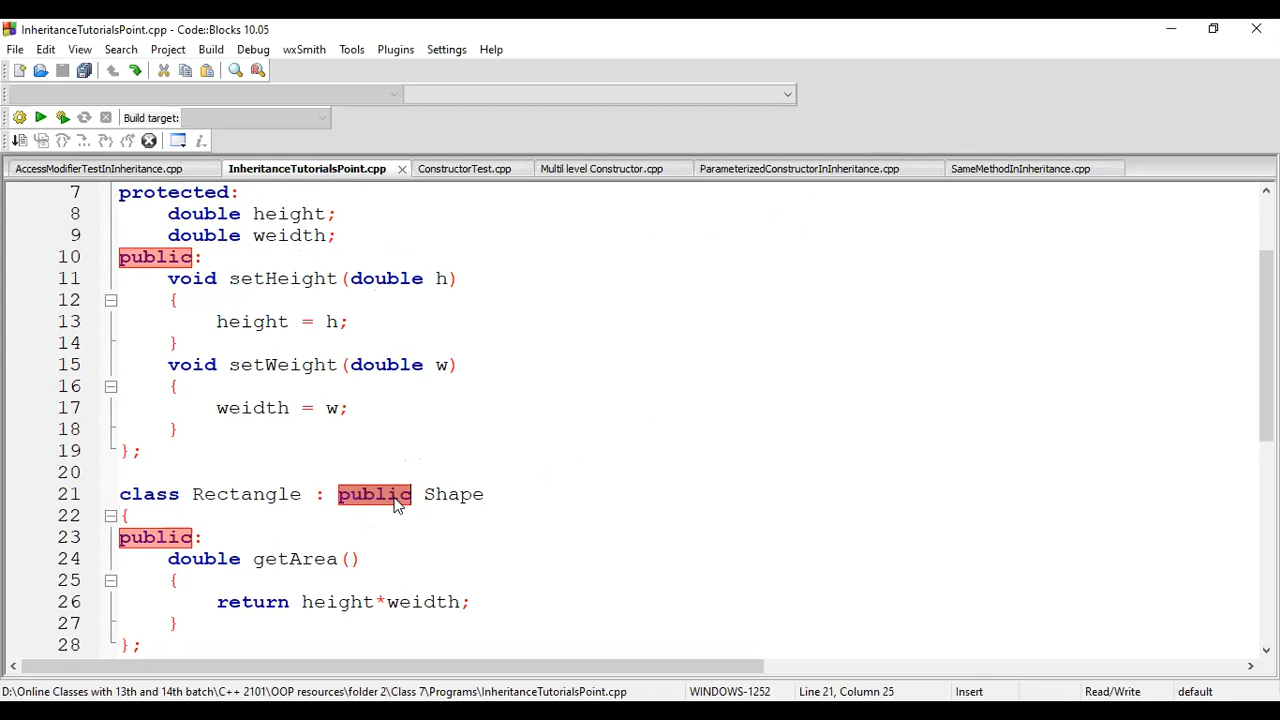 InheritanceTutorialsPoint.cpp - Code::Blocks 10.05
File Edit View Search Project Build Debug wxSmith Tools Plugins Settings Help
Build target:
AccessModifierTestInInheritance.cpp InheritanceTutorialsPoint.cpp ConstructorTest.cpp Multi level Constructor.cpp ParameterizedConstructorInInheritance.cpp SameMethodInInheritance.cpp
7 protected:
8 double height;
9 double weidth;
10 public:
11 void setHeight(double h)
12 {
13 height = h;
14 }
15 void setWeight(double w)
16 {
17 weidth = w;
18 }
19 };
20
21 class Rectangle : public Shape
22 {
23 public:
24 double getArea()
25 {
26 return height*weidth;
27 }
28 };
D:\Online Classes with 13th and 14th batch\C++ 2101\OOP resources\folder 2\Class 7\Programs\InheritanceTutorialsPoint.cpp WINDOWS-1252 Line 21, Column 25 Insert Read/Write default